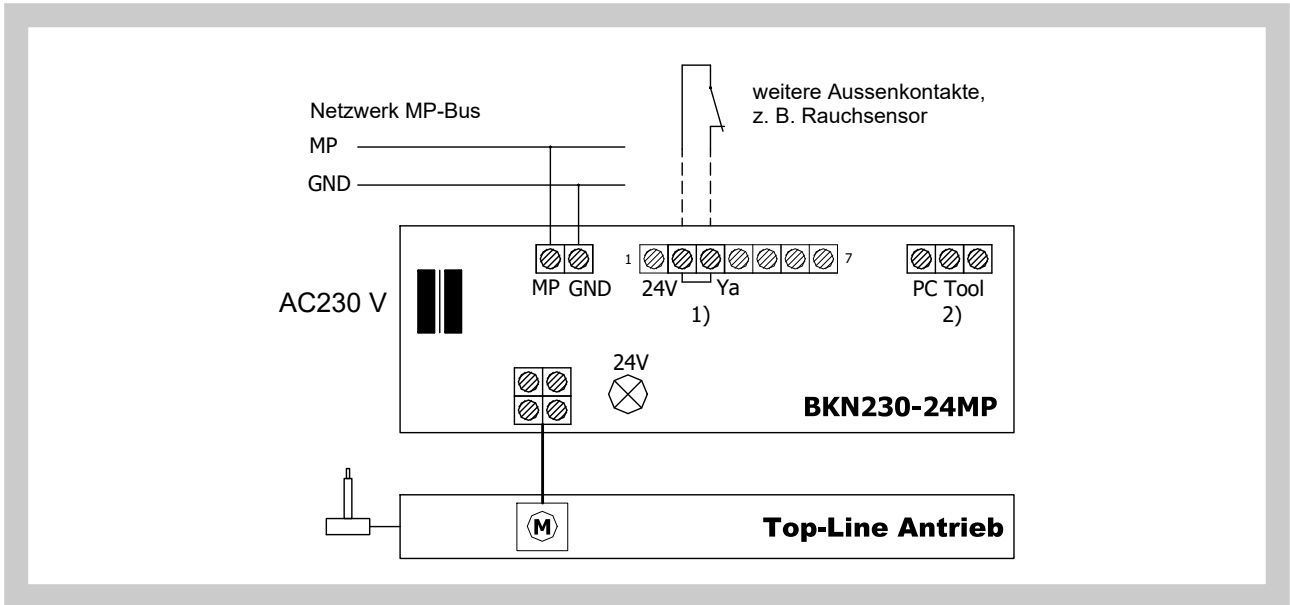 Netzwerk MP-Bus
weitere Aussenkontakte,
z. B. Rauchsensor
MP
GND
AC230 V
MP GND
1
7
24V
Ya
1)
PC Tool
2)
24V
BKN230-24MP
M
Top-Line Antrieb